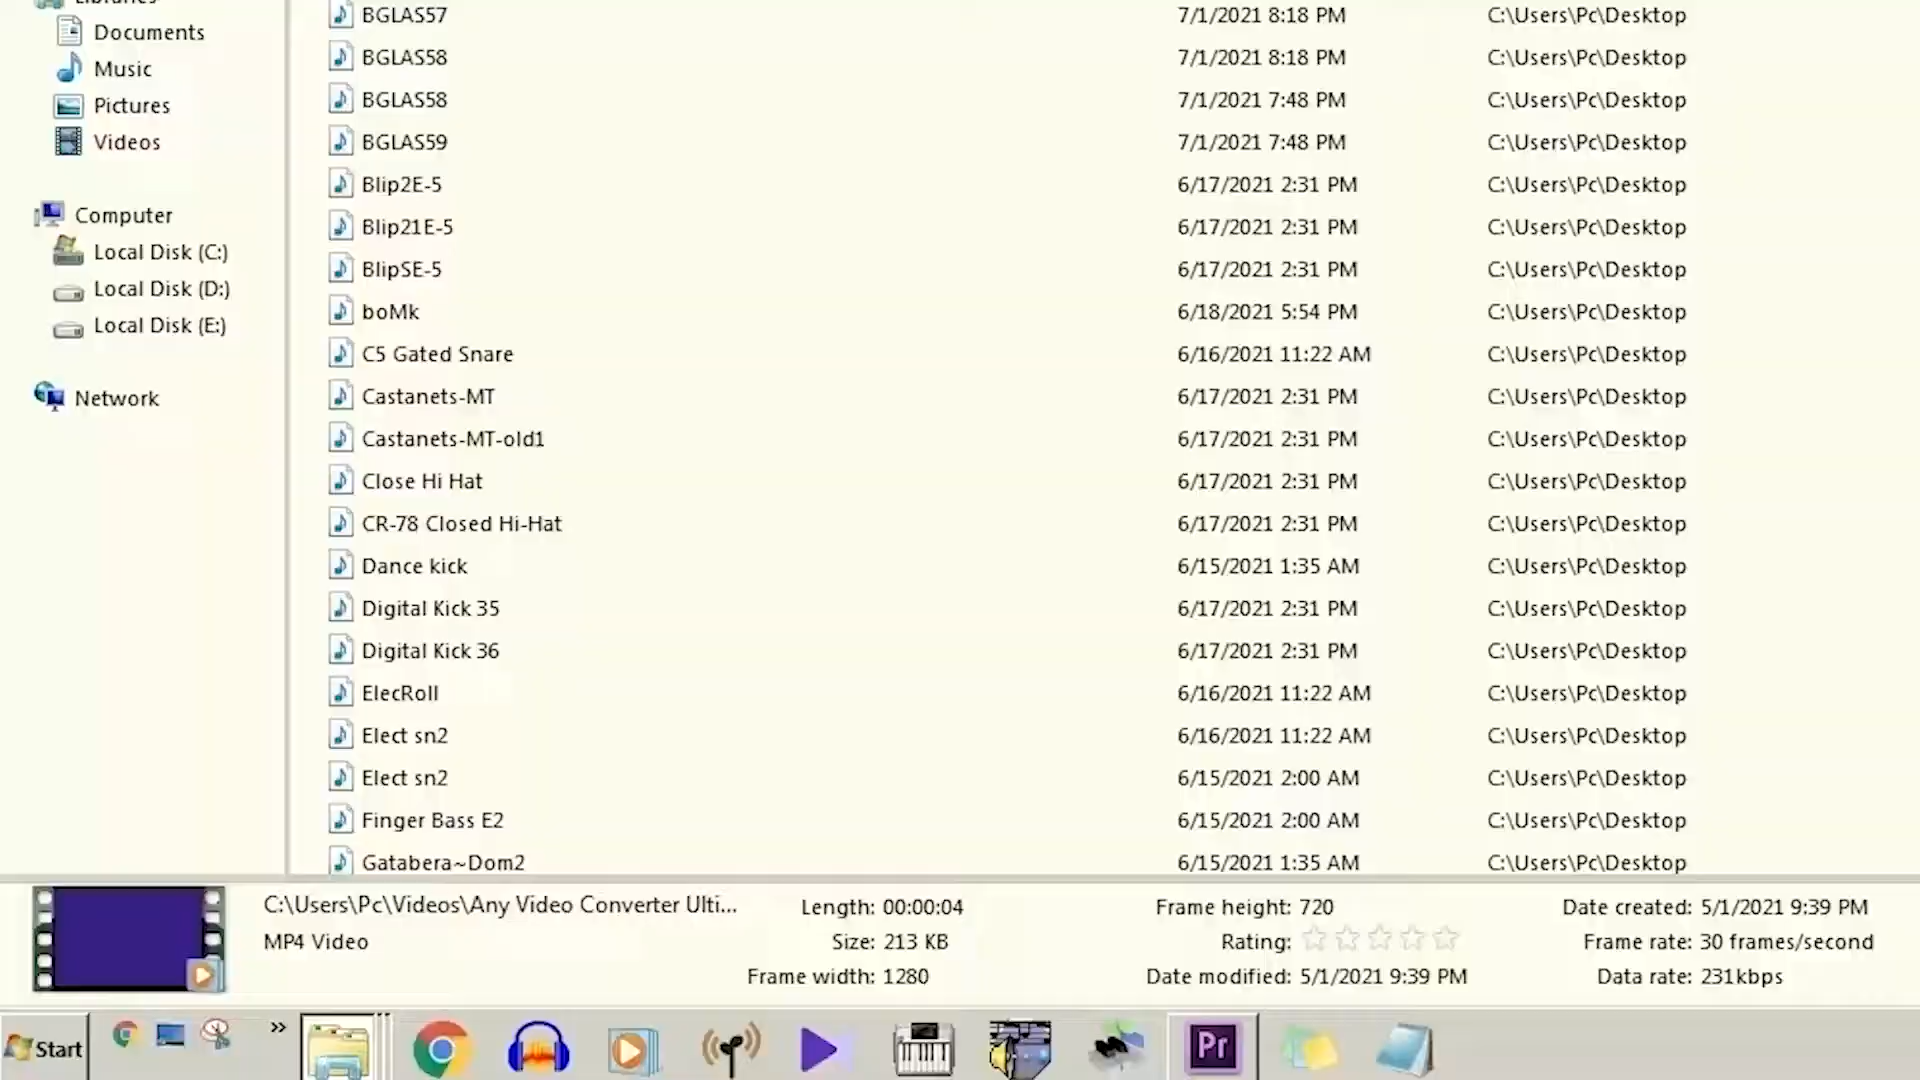 Libraries
Documents
Music
Pictures
Videos
Computer
Local Disk (C:)
Local Disk (D:)
Local Disk (E:)
Network
BGLAS57 7/1/2021 8:18 PM C:\Users\Pc\Desktop
BGLAS58 7/1/2021 8:18 PM C:\Users\Pc\Desktop
BGLAS58 7/1/2021 7:48 PM C:\Users\Pc\Desktop
BGLAS59 7/1/2021 7:48 PM C:\Users\Pc\Desktop
Blip2E-5 6/17/2021 2:31 PM C:\Users\Pc\Desktop
Blip21E-5 6/17/2021 2:31 PM C:\Users\Pc\Desktop
BlipSE-5 6/17/2021 2:31 PM C:\Users\Pc\Desktop
boMk 6/18/2021 5:54 PM C:\Users\Pc\Desktop
C5 Gated Snare 6/16/2021 11:22 AM C:\Users\Pc\Desktop
Castanets-MT 6/17/2021 2:31 PM C:\Users\Pc\Desktop
Castanets-MT-old1 6/17/2021 2:31 PM C:\Users\Pc\Desktop
Close Hi Hat 6/17/2021 2:31 PM C:\Users\Pc\Desktop
CR-78 Closed Hi-Hat 6/17/2021 2:31 PM C:\Users\Pc\Desktop
Dance kick 6/15/2021 1:35 AM C:\Users\Pc\Desktop
Digital Kick 35 6/17/2021 2:31 PM C:\Users\Pc\Desktop
Digital Kick 36 6/17/2021 2:31 PM C:\Users\Pc\Desktop
ElecRoll 6/16/2021 11:22 AM C:\Users\Pc\Desktop
Elect sn2 6/16/2021 11:22 AM C:\Users\Pc\Desktop
Elect sn2 6/15/2021 2:00 AM C:\Users\Pc\Desktop
Finger Bass E2 6/15/2021 2:00 AM C:\Users\Pc\Desktop
Gatabera~Dom2 6/15/2021 1:35 AM C:\Users\Pc\Desktop
C:\Users\Pc\Videos\Any Video Converter Ulti... Length: 00:00:04 Frame height: 720 Date created: 5/1/2021 9:39 PM
MP4 Video Size: 213 KB Rating: Frame rate: 30 frames/second
Frame width: 1280 Date modified: 5/1/2021 9:39 PM Data rate: 231kbps
Start » Pr